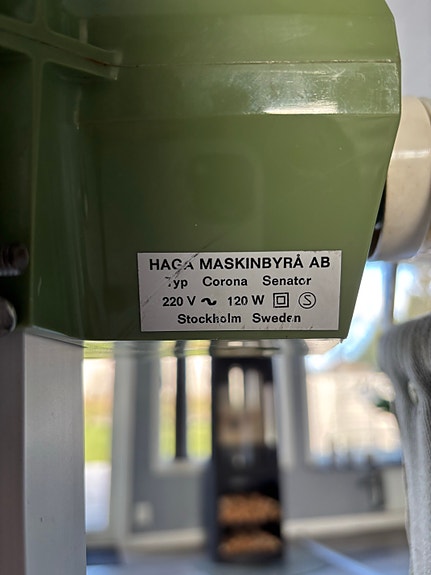 HAGA MASKINBYRÅ AB
Typ Corona Senator
220 V ~ 120 W Ⓢ
Stockholm Sweden